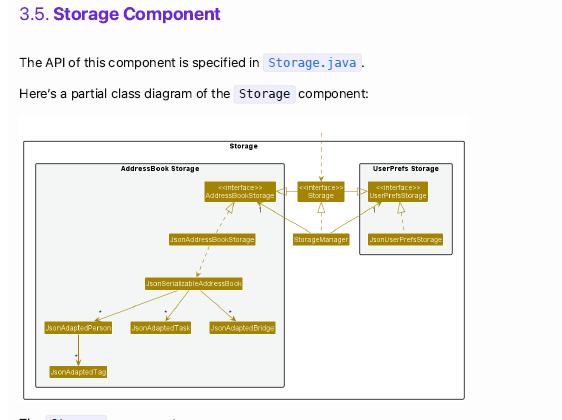 3.5. Storage Component
The API of this component is specified in Storage.java.
Here's a partial class diagram of the Storage component:
Storage
AddressBook Storage
UserPrefs Storage
<<interface>>
AddressBookStorage
<<interface>>
Storage
<<interface>>
UserPrefsStorage
1
1
JsonAddressBookStorage
StorageManager
JsonUserPrefsStorage
JsonSerializableAddressBook
*
*
*
JsonAdaptedPerson
JsonAdaptedTask
JsonAdaptedBridge
*
JsonAdaptedTag